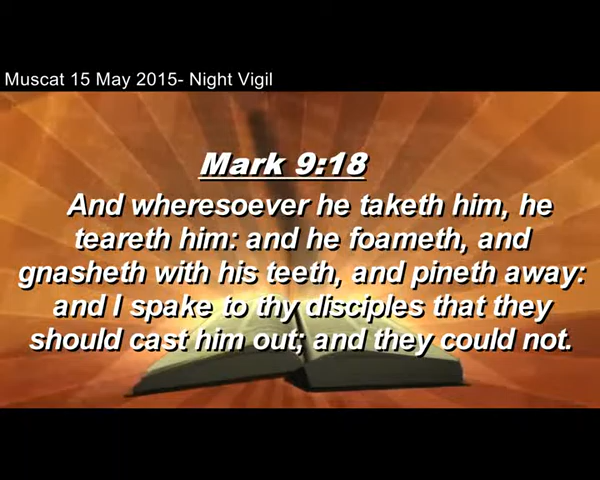 Muscat 15 May 2015- Night Vigil
Mark 9:18
And wheresoever he taketh him, he
teareth him: and he foameth, and
gnasheth with his teeth, and pineth away:
and I spake to thy disciples that they
should cast him out; and they could not.